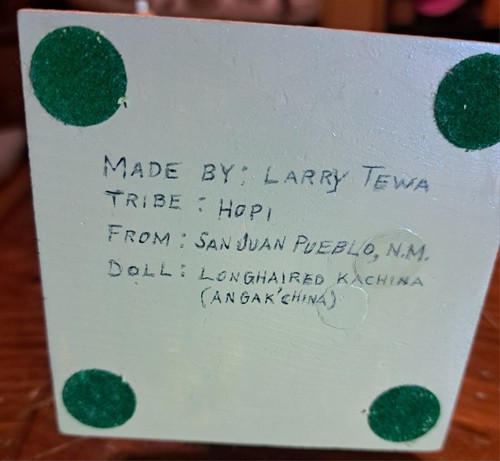 MADE BY: LARRY TEWA
TRIBE: HOPI
FROM: SAN JUAN PUEBLO, N.M.
DOLL: LONGHAIRED KACHINA
(ANGAK'CHINA)